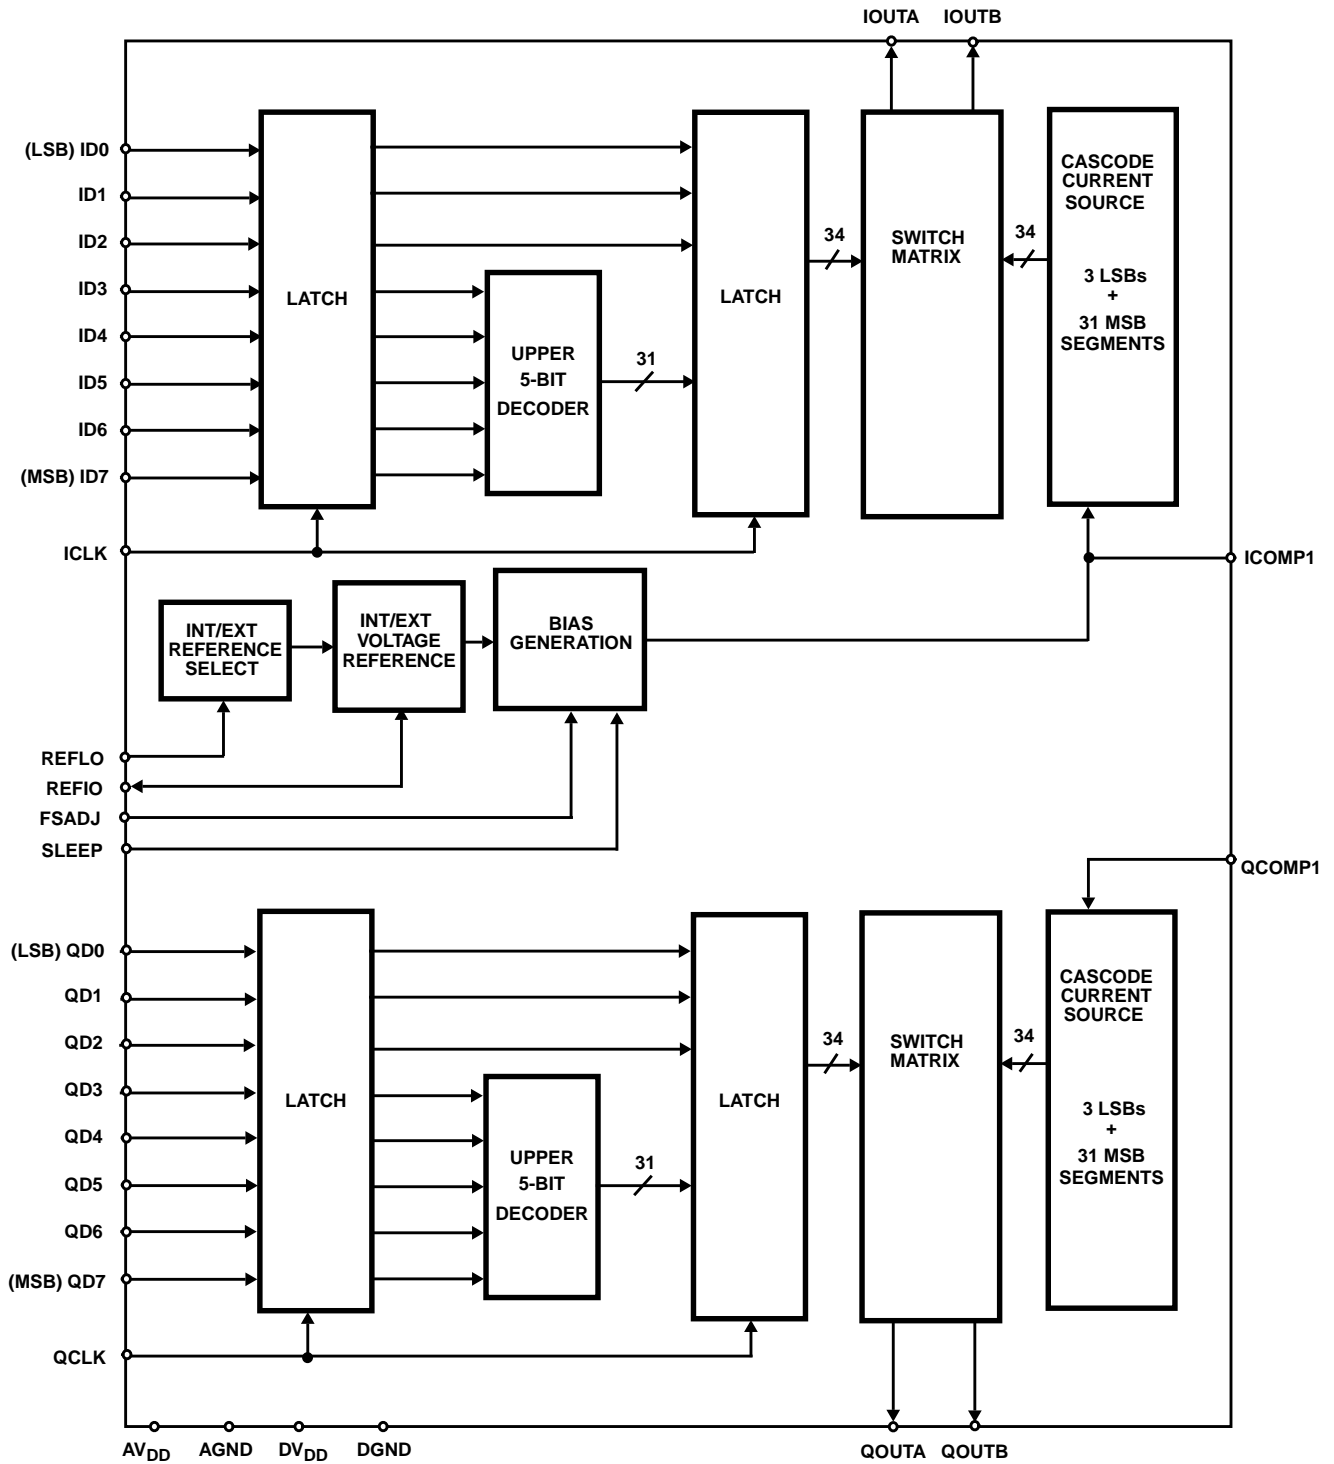 IOUTA IOUTB
(LSB) ID0
ID1
ID2
ID3
ID4
ID5
ID6
(MSB) ID7
ICLK
LATCH
UPPER
5-BIT
DECODER
31
LATCH
34
SWITCH
MATRIX
34
CASCODE
CURRENT
SOURCE
3 LSBs
+
31 MSB
SEGMENTS
ICOMP1
INT/EXT
REFERENCE
SELECT
INT/EXT
VOLTAGE
REFERENCE
BIAS
GENERATION
REFLO
REFIO
FSADJ
SLEEP
QCOMP1
(LSB) QD0
QD1
QD2
QD3
QD4
QD5
QD6
(MSB) QD7
QCLK
LATCH
UPPER
5-BIT
DECODER
31
LATCH
34
SWITCH
MATRIX
34
CASCODE
CURRENT
SOURCE
3 LSBs
+
31 MSB
SEGMENTS
AVDD AGND DVDD DGND QOUTA QOUTB